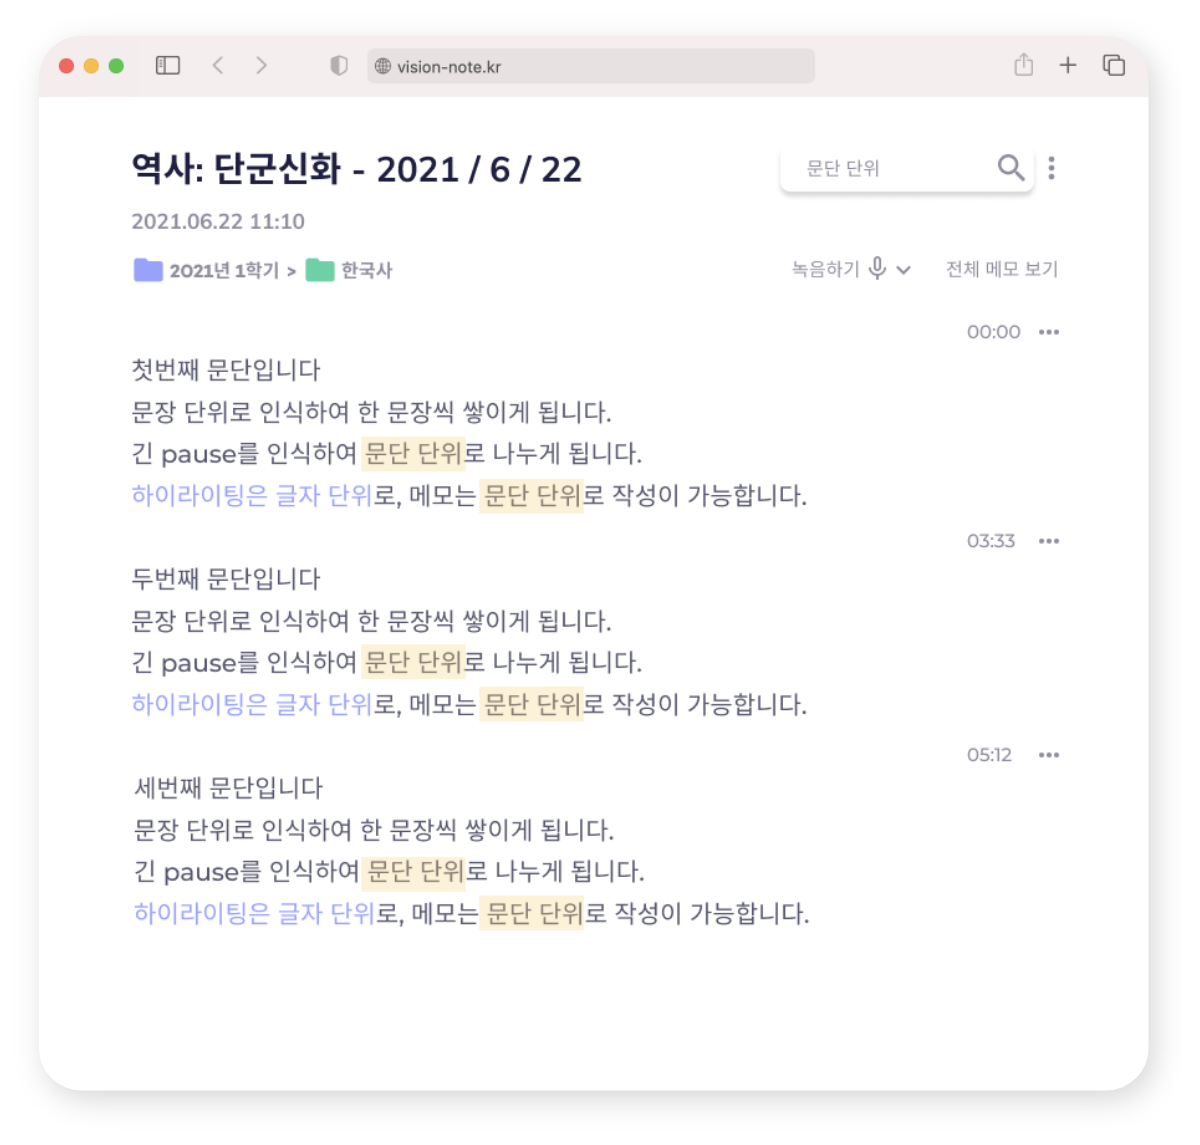 vision-note.kr
역사: 단군신화 - 2021 / 6 / 22
문단 단위
2021.06.22 11:10
2021년 1학기 > 한국사
녹음하기
전체 메모 보기
00:00
첫번째 문단입니다
문장 단위로 인식하여 한 문장씩 쌓이게 됩니다.
긴 pause를 인식하여 문단 단위로 나누게 됩니다.
하이라이팅은 글자 단위로, 메모는 문단 단위로 작성이 가능합니다.
03:33
두번째 문단입니다
문장 단위로 인식하여 한 문장씩 쌓이게 됩니다.
긴 pause를 인식하여 문단 단위로 나누게 됩니다.
하이라이팅은 글자 단위로, 메모는 문단 단위로 작성이 가능합니다.
05:12
세번째 문단입니다
문장 단위로 인식하여 한 문장씩 쌓이게 됩니다.
긴 pause를 인식하여 문단 단위로 나누게 됩니다.
하이라이팅은 글자 단위로, 메모는 문단 단위로 작성이 가능합니다.